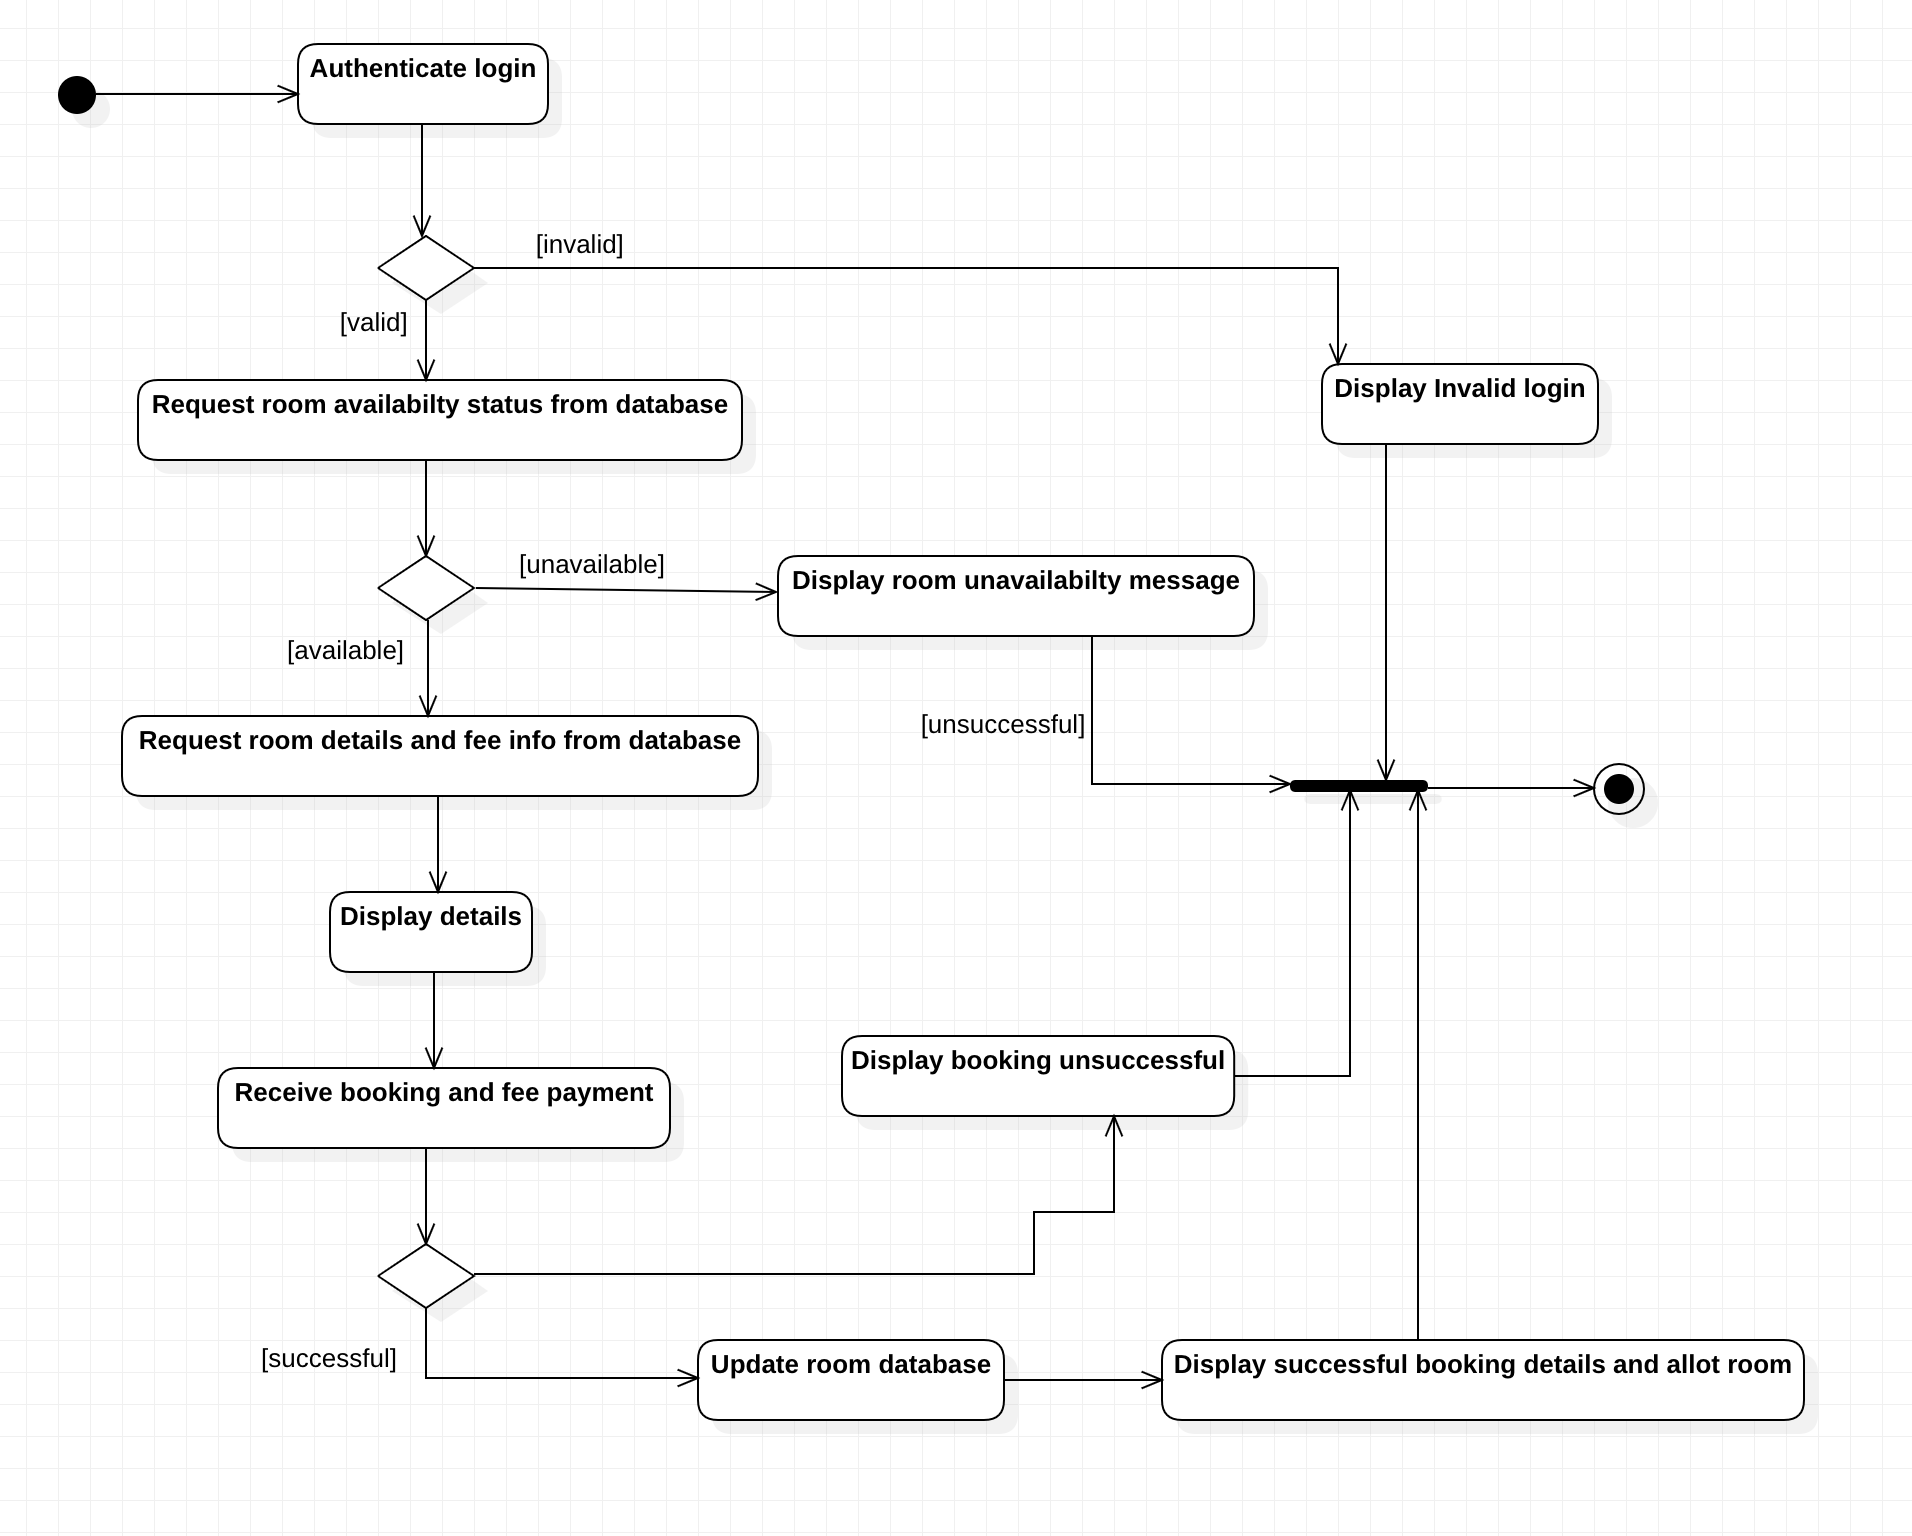 Authenticate login
[invalid]
[valid]
Display Invalid login
Request room availabilty status from database
[unavailable]
Display room unavailabilty message
[available]
[unsuccessful]
Request room details and fee info from database
Display details
Display booking unsuccessful
Receive booking and fee payment
[successful]
Update room database
Display successful booking details and allot room